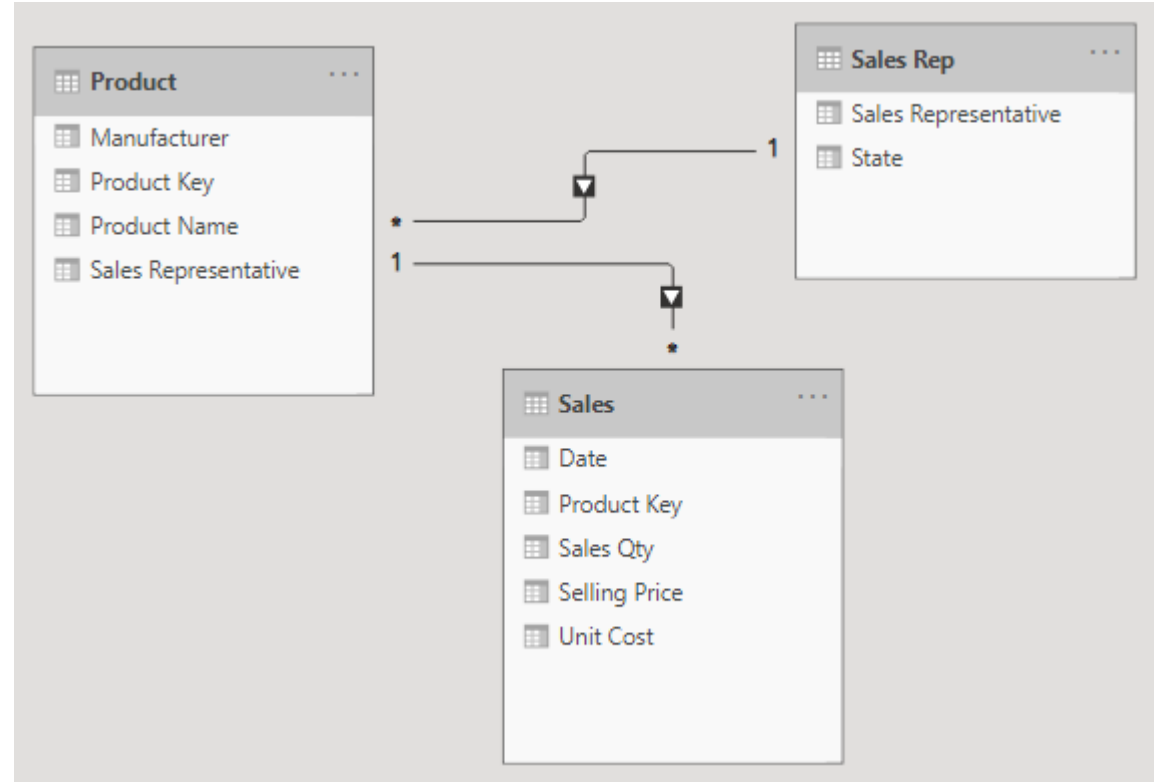 Product
Manufacturer
Product Key
Product Name
Sales Representative
Sales Rep
Sales Representative
State
1
*
1
*
Sales
Date
Product Key
Sales Qty
Selling Price
Unit Cost